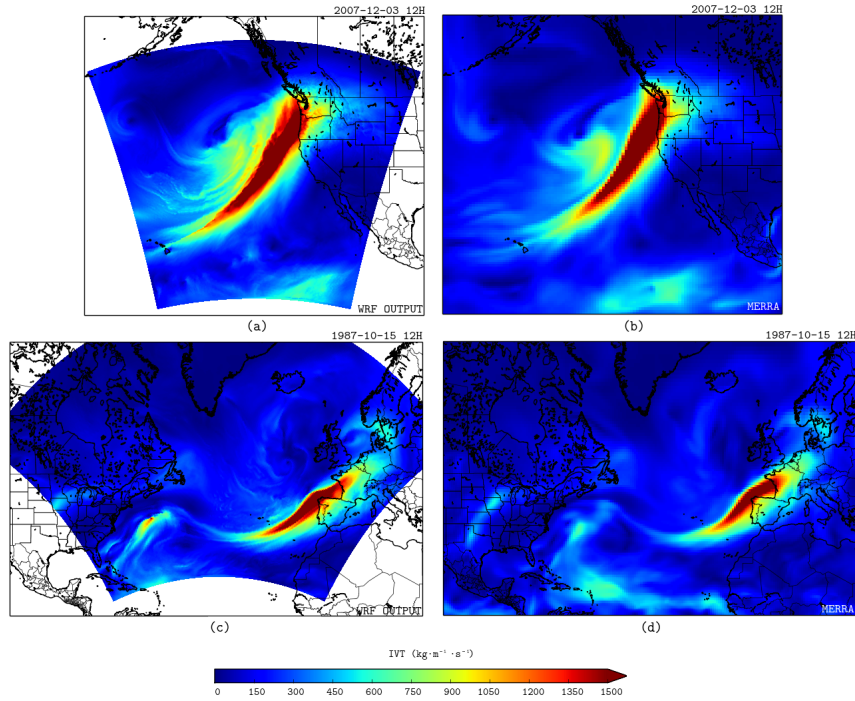 2007-12-03 12H
2007-12-03 12H
WRF OUTPUT
MERRA
(a)
(b)
1987-10-15 12H
1987-10-15 12H
WRF OUTPUT
MERRA
(c)
(d)
IVT (kg·m⁻¹·s⁻¹)
0 150 300 450 600 750 900 1050 1200 1350 1500